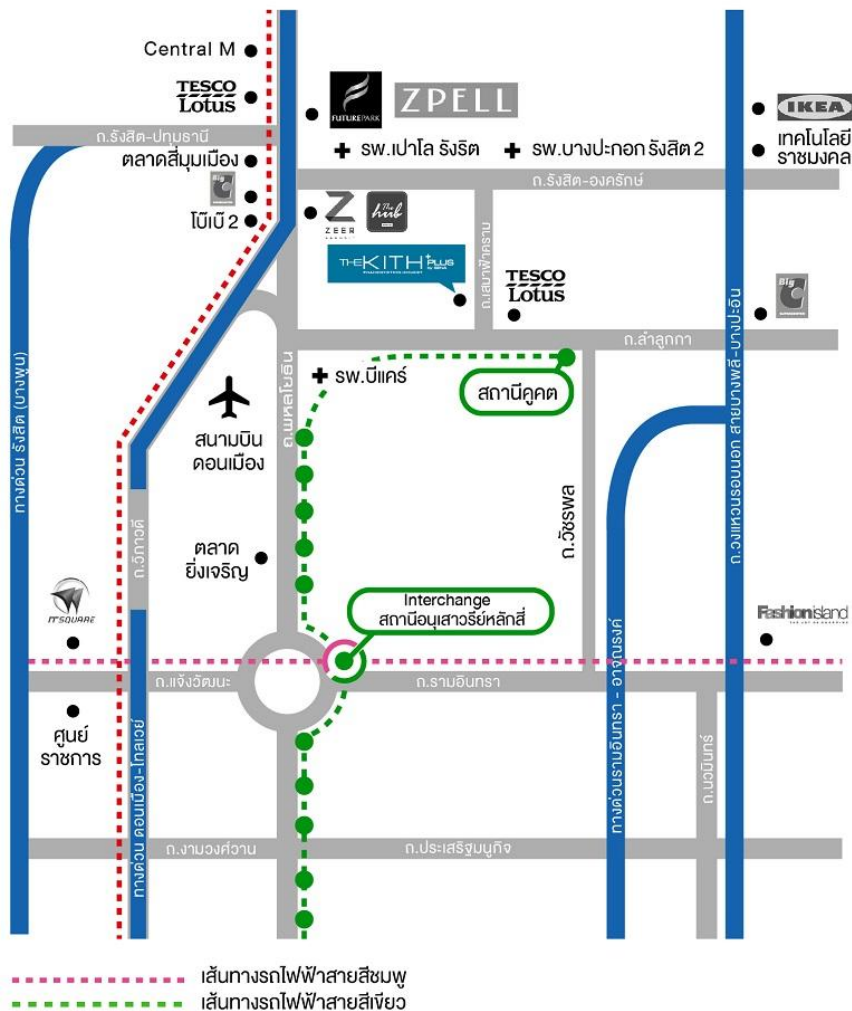 Central M
TESCO
Lotus
FUTUREPARK
ZPELL
IKEA
ถ.รังสิต-ปทุมธานี
ตลาดสี่มุมเมือง
รพ.เปาโล รังริต
รพ.บางปะกอก รังสิต 2
เทคโนโลยี
ราชมงคล
ถ.รังสิต-องครักษ์
โบ๊เบ๊ 2
ZEER
The
hub
THE KITH PLUS
ถ.เสมาฟ้าคราม
TESCO
Lotus
Big
ถ.ลำลูกกา
รพ.บีแคร์
สถานีคูคต
ทางด่วน รังสิต (บางพูน)
ถ.พหลโยธิน
ถ.วงแหวนรอบนอก สายบางพลี-บางปะอิน
สนามบิน
ดอนเมือง
ถ.วิภาวดี
ถ.วัชรพล
ตลาด
ยิ่งเจริญ
IT SQUARE
Interchange
สถานีอนุเสาวรีย์หลักสี่
Fashion island
ถ.แจ้งวัฒนะ
ถ.รามอินทรา
ศูนย์
ราชการ
ทางด่วน ดอนเมือง-โทลเวย์
ทางด่วนรามอินทรา - อาจณรงค์
ถ.นวมินทร์
ถ.งามวงศ์วาน
ถ.ประเสริฐมนูกิจ
เส้นทางรถไฟฟ้าสายสีชมพู
เส้นทางรถไฟฟ้าสายสีเขียว